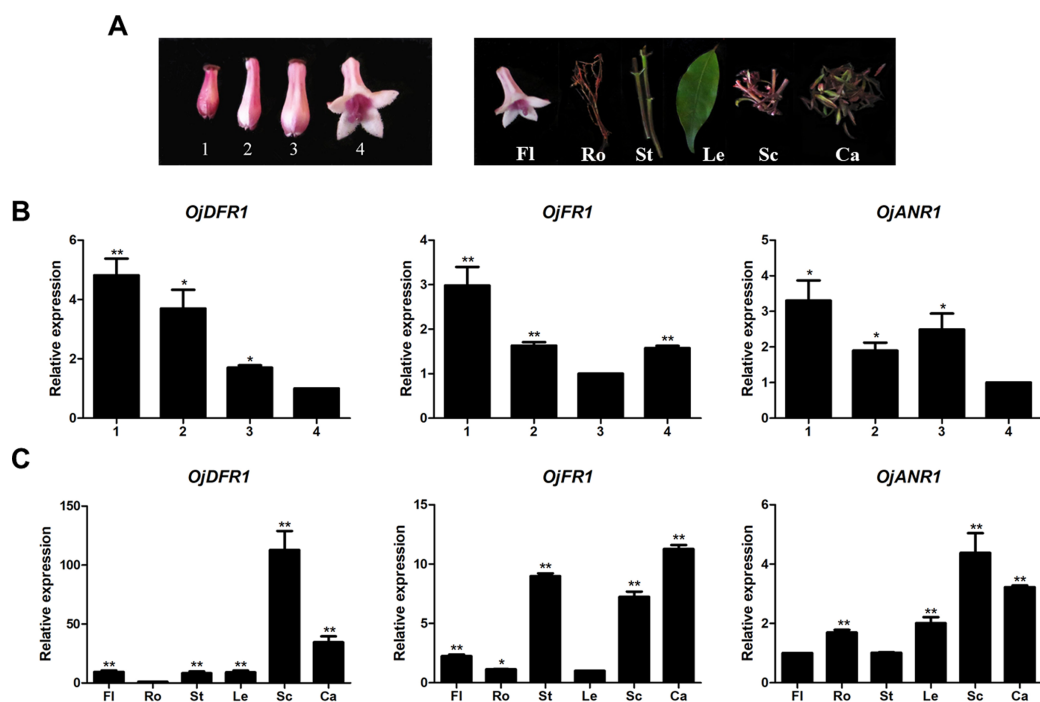 A
1 2 3 4
Fl Ro St Le Sc Ca
B
OjDFR1
Relative expression
6
4
2
0
** * *
1 2 3 4
OjFR1
Relative expression
4
3
2
1
0
** ** **
1 2 3 4
OjANR1
Relative expression
5
4
3
2
1
0
* * *
1 2 3 4
C
OjDFR1
Relative expression
150
100
50
0
** ** ** ** **
Fl Ro St Le Sc Ca
OjFR1
Relative expression
15
10
5
0
** * ** ** **
Fl Ro St Le Sc Ca
OjANR1
Relative expression
6
4
2
0
** ** ** **
Fl Ro St Le Sc Ca